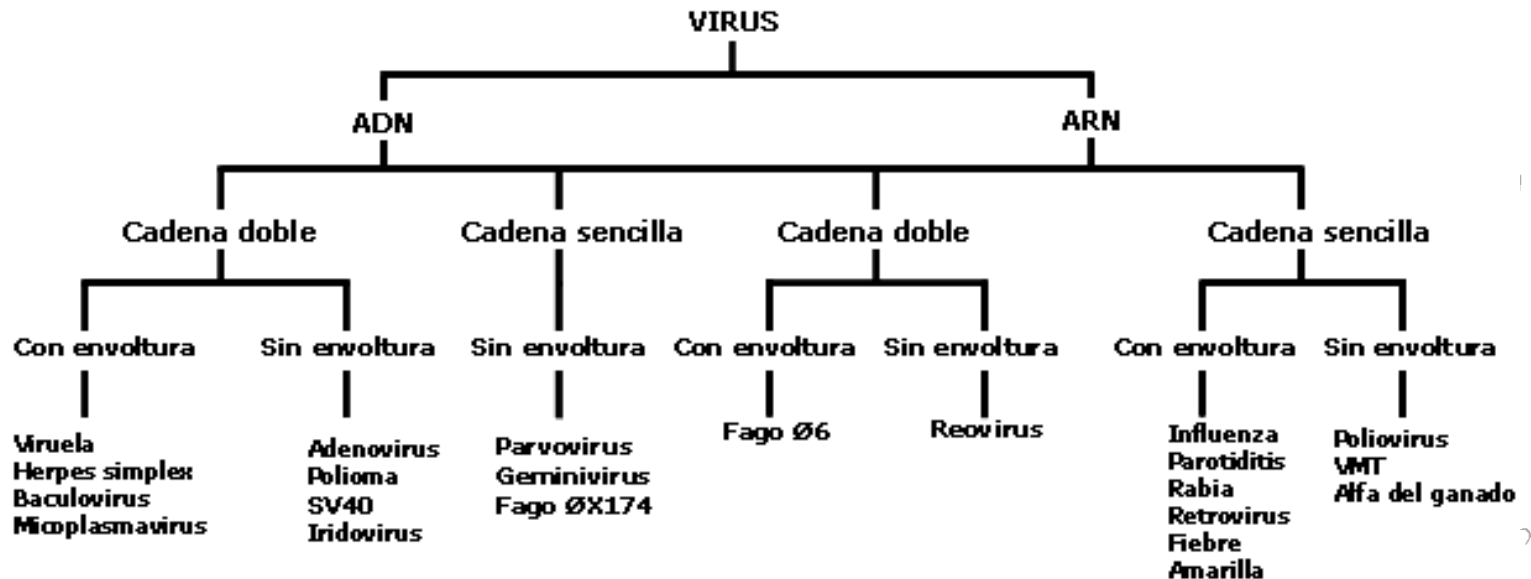 VIRUS
ADN
ARN
Cadena doble
Cadena sencilla
Cadena doble
Cadena sencilla
Con envoltura
Sin envoltura
Sin envoltura
Con envoltura
Sin envoltura
Con envoltura
Sin envoltura
Viruela
Herpes simplex
Baculovirus
Micoplasmavirus
Adenovirus
Polioma
SV40
Iridovirus
Parvovirus
Geminivirus
Fago ØX174
Fago Ø6
Reovirus
Influenza
Parotiditis
Rabia
Retrovirus
Fiebre
Amarilla
Poliovirus
VMT
Alfa del ganado